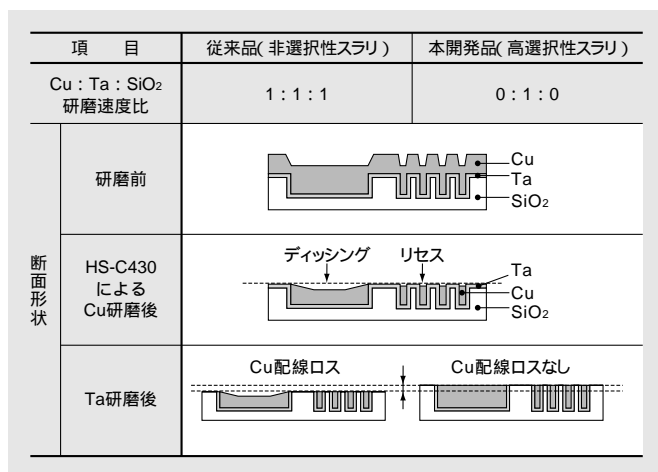 項 目 従来品(非選択性スラリ) 本開発品(高選択性スラリ)
Cu：Ta：SiO2
研磨速度比
1：1：1 0：1：0
断面形状
研磨前
Cu
Ta
SiO2
HS-C430
による
Cu研磨後
ディッシング リセス
Ta
Cu
SiO2
Ta研磨後
Cu配線ロス Cu配線ロスなし